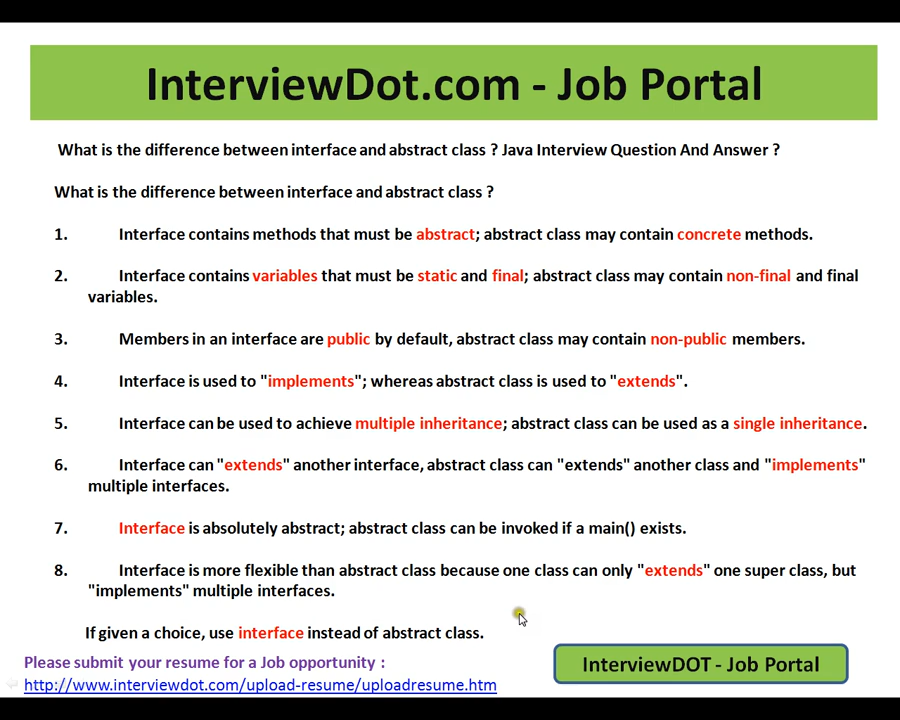 InterviewDot.com - Job Portal
What is the difference between interface and abstract class ? Java Interview Question And Answer ?
What is the difference between interface and abstract class ?
1. Interface contains methods that must be abstract; abstract class may contain concrete methods.
2. Interface contains variables that must be static and final; abstract class may contain non-final and final
variables.
3. Members in an interface are public by default, abstract class may contain non-public members.
4. Interface is used to "implements"; whereas abstract class is used to "extends".
5. Interface can be used to achieve multiple inheritance; abstract class can be used as a single inheritance.
6. Interface can "extends" another interface, abstract class can "extends" another class and "implements"
multiple interfaces.
7. Interface is absolutely abstract; abstract class can be invoked if a main() exists.
8. Interface is more flexible than abstract class because one class can only "extends" one super class, but
"implements" multiple interfaces.
If given a choice, use interface instead of abstract class.
Please submit your resume for a Job opportunity :
http://www.interviewdot.com/upload-resume/uploadresume.htm
InterviewDOT - Job Portal